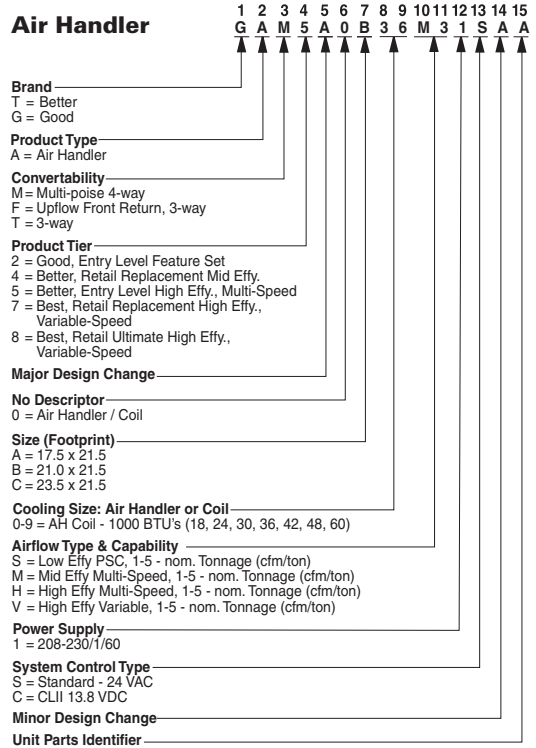 Air Handler
1 2 3 4 5 6 7 8 9 10 11 12 13 14 15
G A M 5 A 0 B 3 6 M 3 1 S A A
Brand
T = Better
G = Good
Product Type
A = Air Handler
Convertability
M = Multi-poise 4-way
F = Upflow Front Return, 3-way
T = 3-way
Product Tier
2 = Good, Entry Level Feature Set
4 = Better, Retail Replacement Mid Effy.
5 = Better, Entry Level High Effy., Multi-Speed
7 = Best, Retail Replacement High Effy.,
Variable-Speed
8 = Best, Retail Ultimate High Effy.,
Variable-Speed
Major Design Change
No Descriptor
0 = Air Handler / Coil
Size (Footprint)
A = 17.5 x 21.5
B = 21.0 x 21.5
C = 23.5 x 21.5
Cooling Size: Air Handler or Coil
0-9 = AH Coil - 1000 BTU's (18, 24, 30, 36, 42, 48, 60)
Airflow Type & Capability
S = Low Effy PSC, 1-5 - nom. Tonnage (cfm/ton)
M = Mid Effy Multi-Speed, 1-5 - nom. Tonnage (cfm/ton)
H = High Effy Multi-Speed, 1-5 - nom. Tonnage (cfm/ton)
V = High Effy Variable, 1-5 - nom. Tonnage (cfm/ton)
Power Supply
1 = 208-230/1/60
System Control Type
S = Standard - 24 VAC
C = CLII 13.8 VDC
Minor Design Change
Unit Parts Identifier